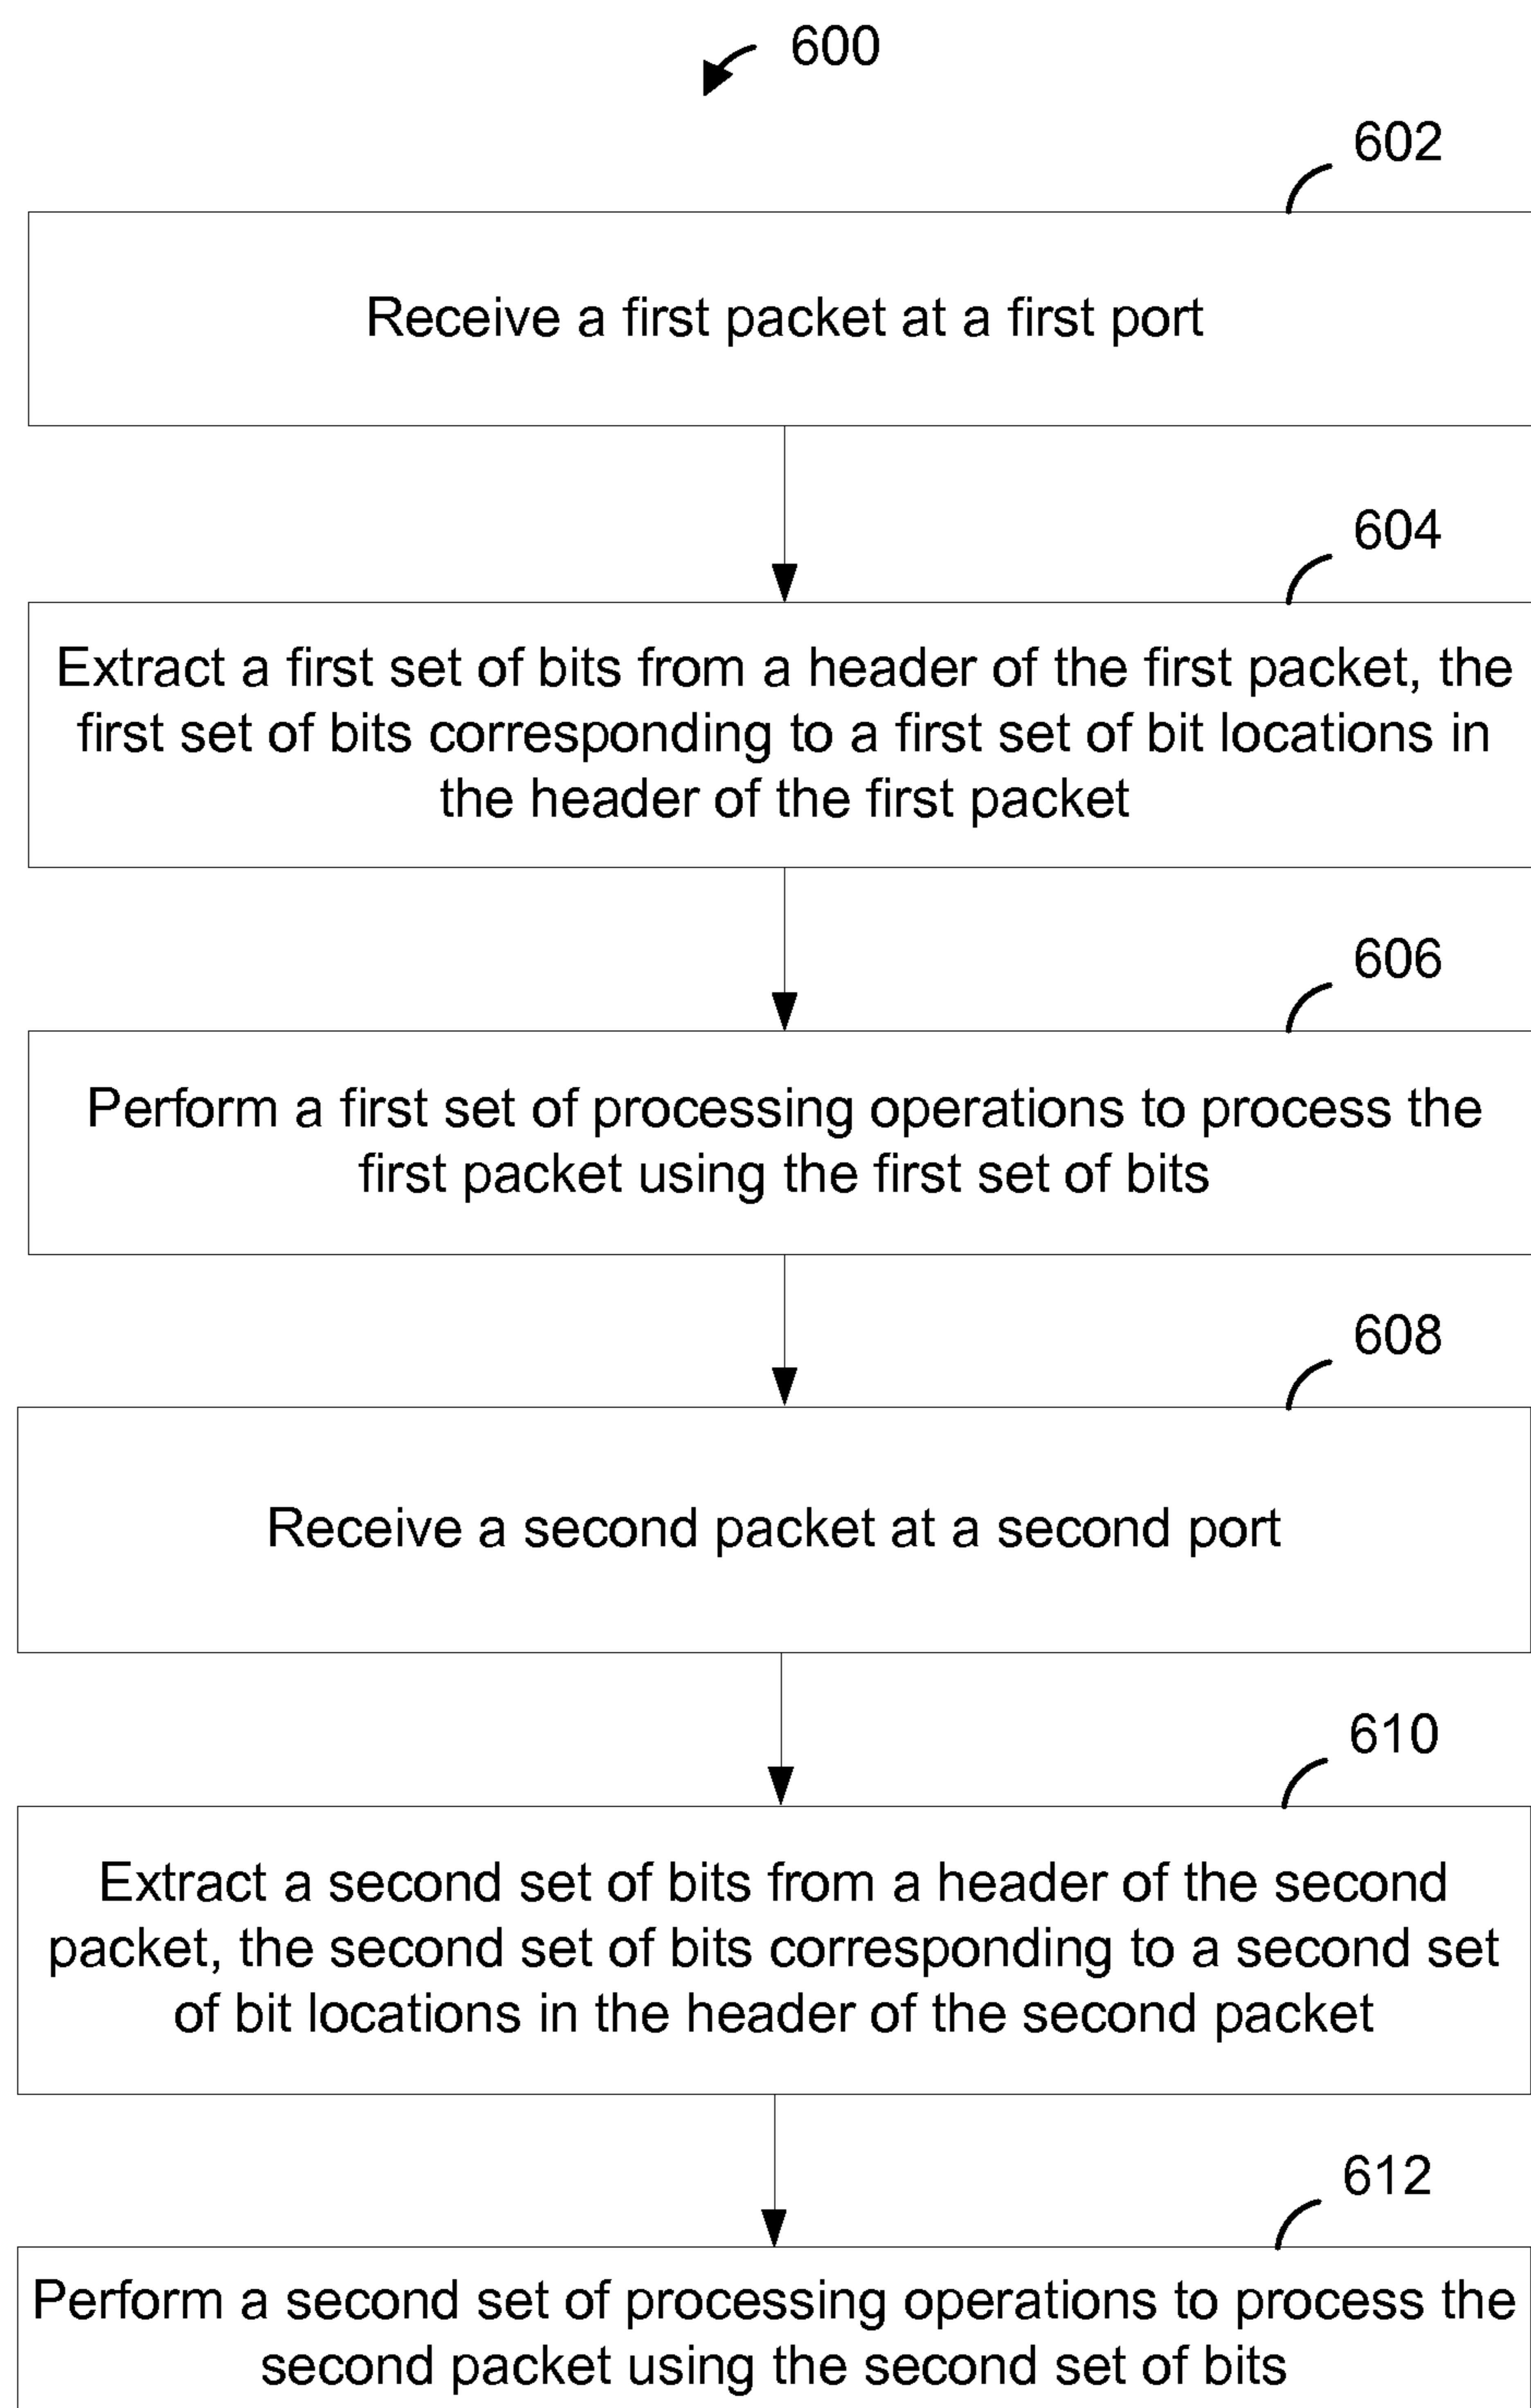 600
602
Receive a first packet at a first port
604
Extract a first set of bits from a header of the first packet, the
first set of bits corresponding to a first set of bit locations in
the header of the first packet
606
Perform a first set of processing operations to process the
first packet using the first set of bits
608
Receive a second packet at a second port
610
Extract a second set of bits from a header of the second
packet, the second set of bits corresponding to a second set
of bit locations in the header of the second packet
612
Perform a second set of processing operations to process the
second packet using the second set of bits